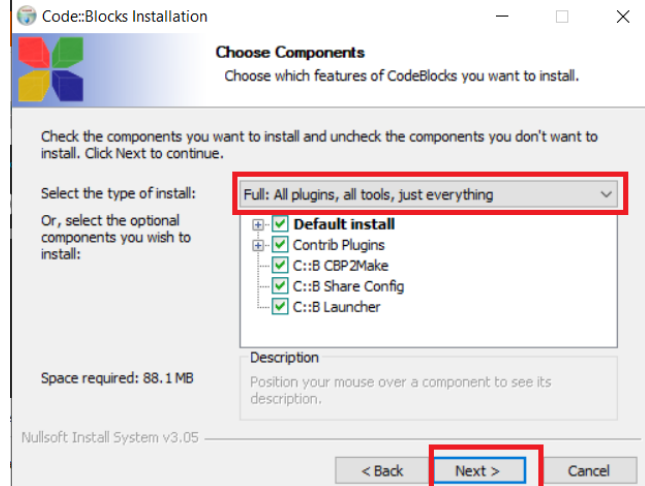 Code::Blocks Installation
Choose Components
Choose which features of CodeBlocks you want to install.
Check the components you want to install and uncheck the components you don't want to
install. Click Next to continue.
Select the type of install:
Full: All plugins, all tools, just everything
Or, select the optional
components you wish to
install:
Default install
Contrib Plugins
C::B CBP2Make
C::B Share Config
C::B Launcher
Space required: 88.1 MB
Description
Position your mouse over a component to see its
description.
Nullsoft Install System v3.05
< Back Next > Cancel